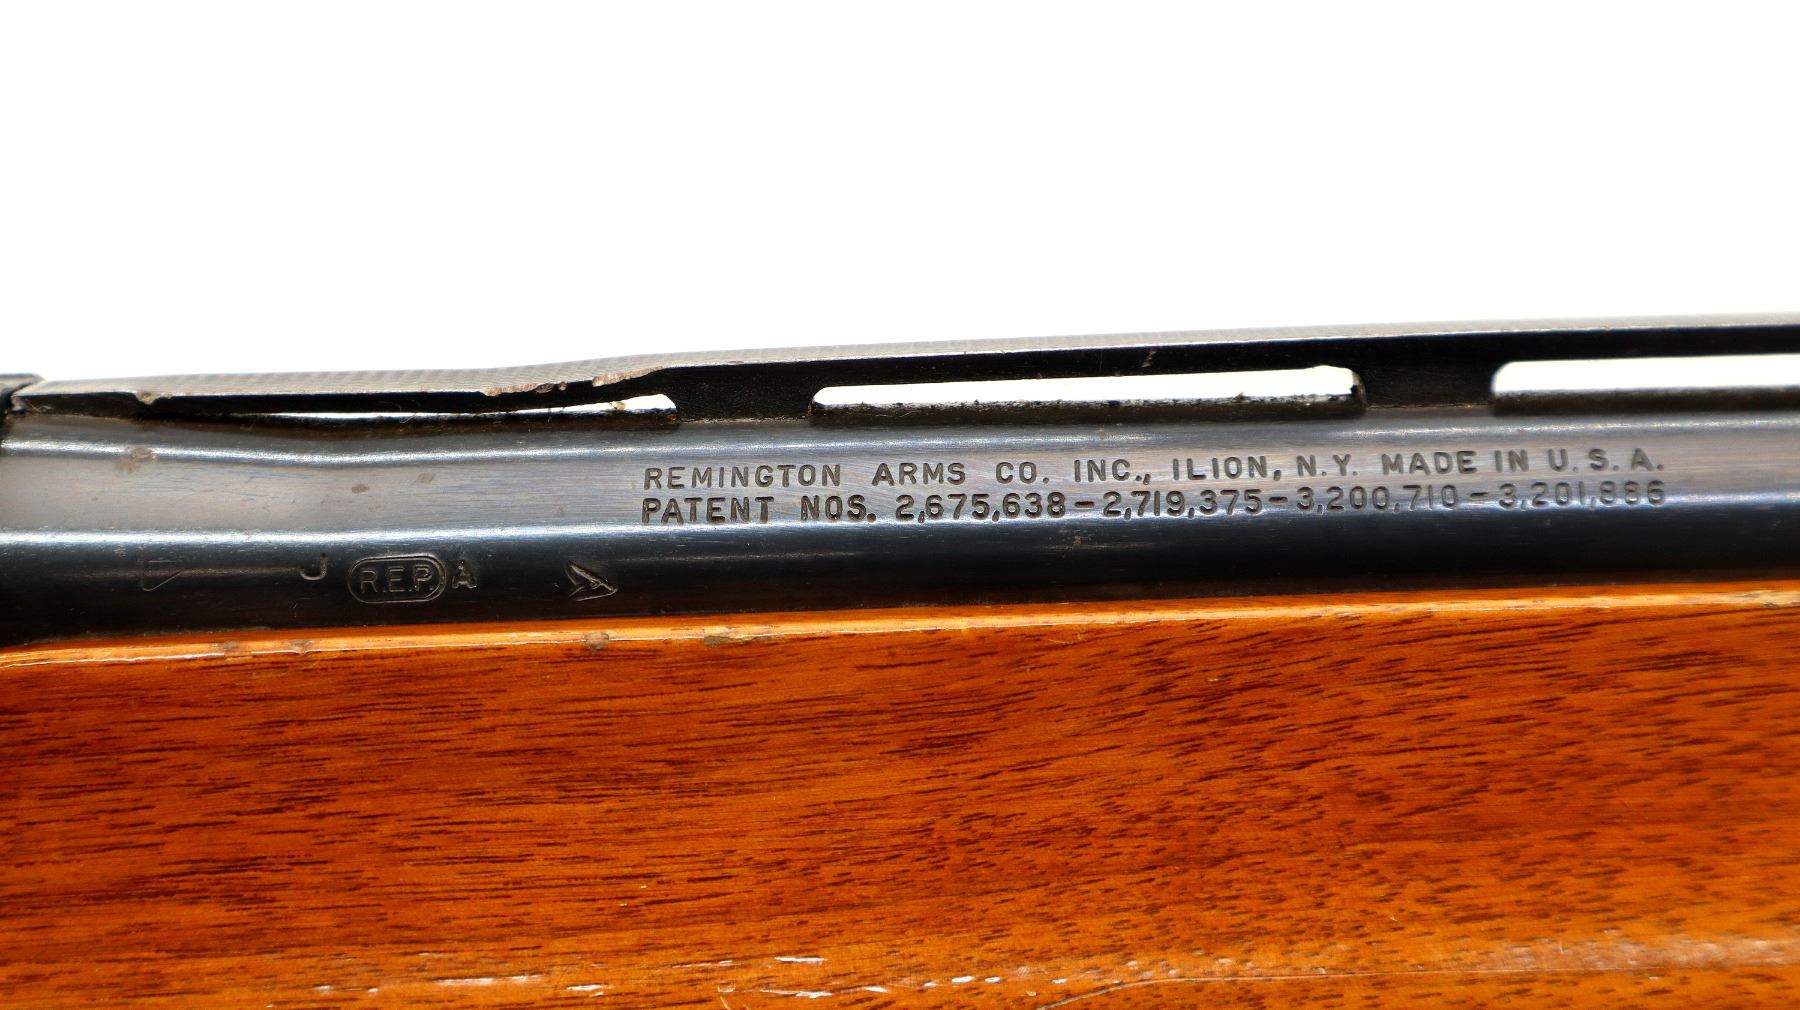 REMINGTON ARMS CO. INC., ILION, N.Y. MADE IN U.S.A.
PATENT NOS. 2,675,638-2,719,375-3,200,710-3,201,886
J R.E.P. A